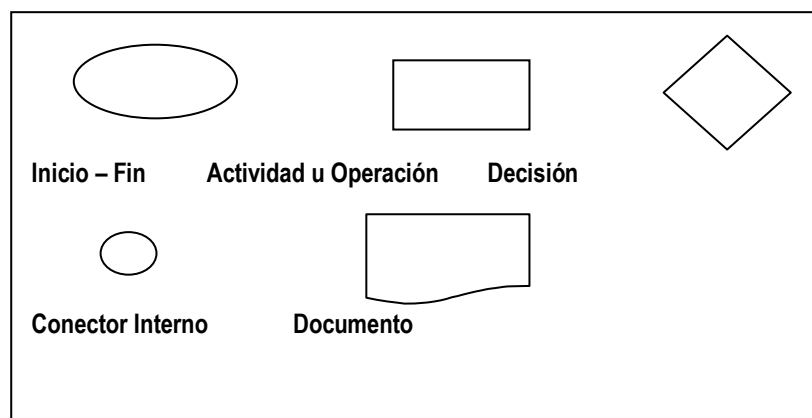 Inicio – Fin Actividad u Operación Decisión
Conector Interno Documento